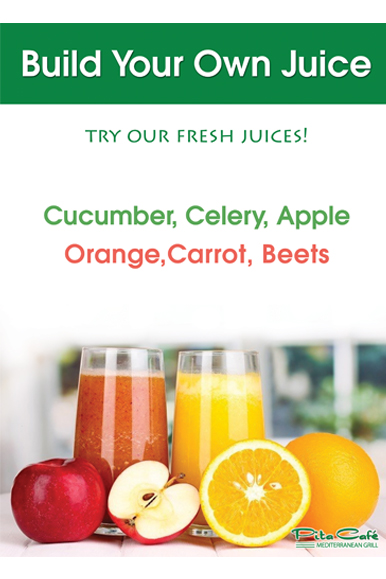 Build Your Own Juice
TRY OUR FRESH JUICES!
Cucumber, Celery, Apple
Orange,Carrot, Beets
Pita Café
MEDITERRANEAN GRILL